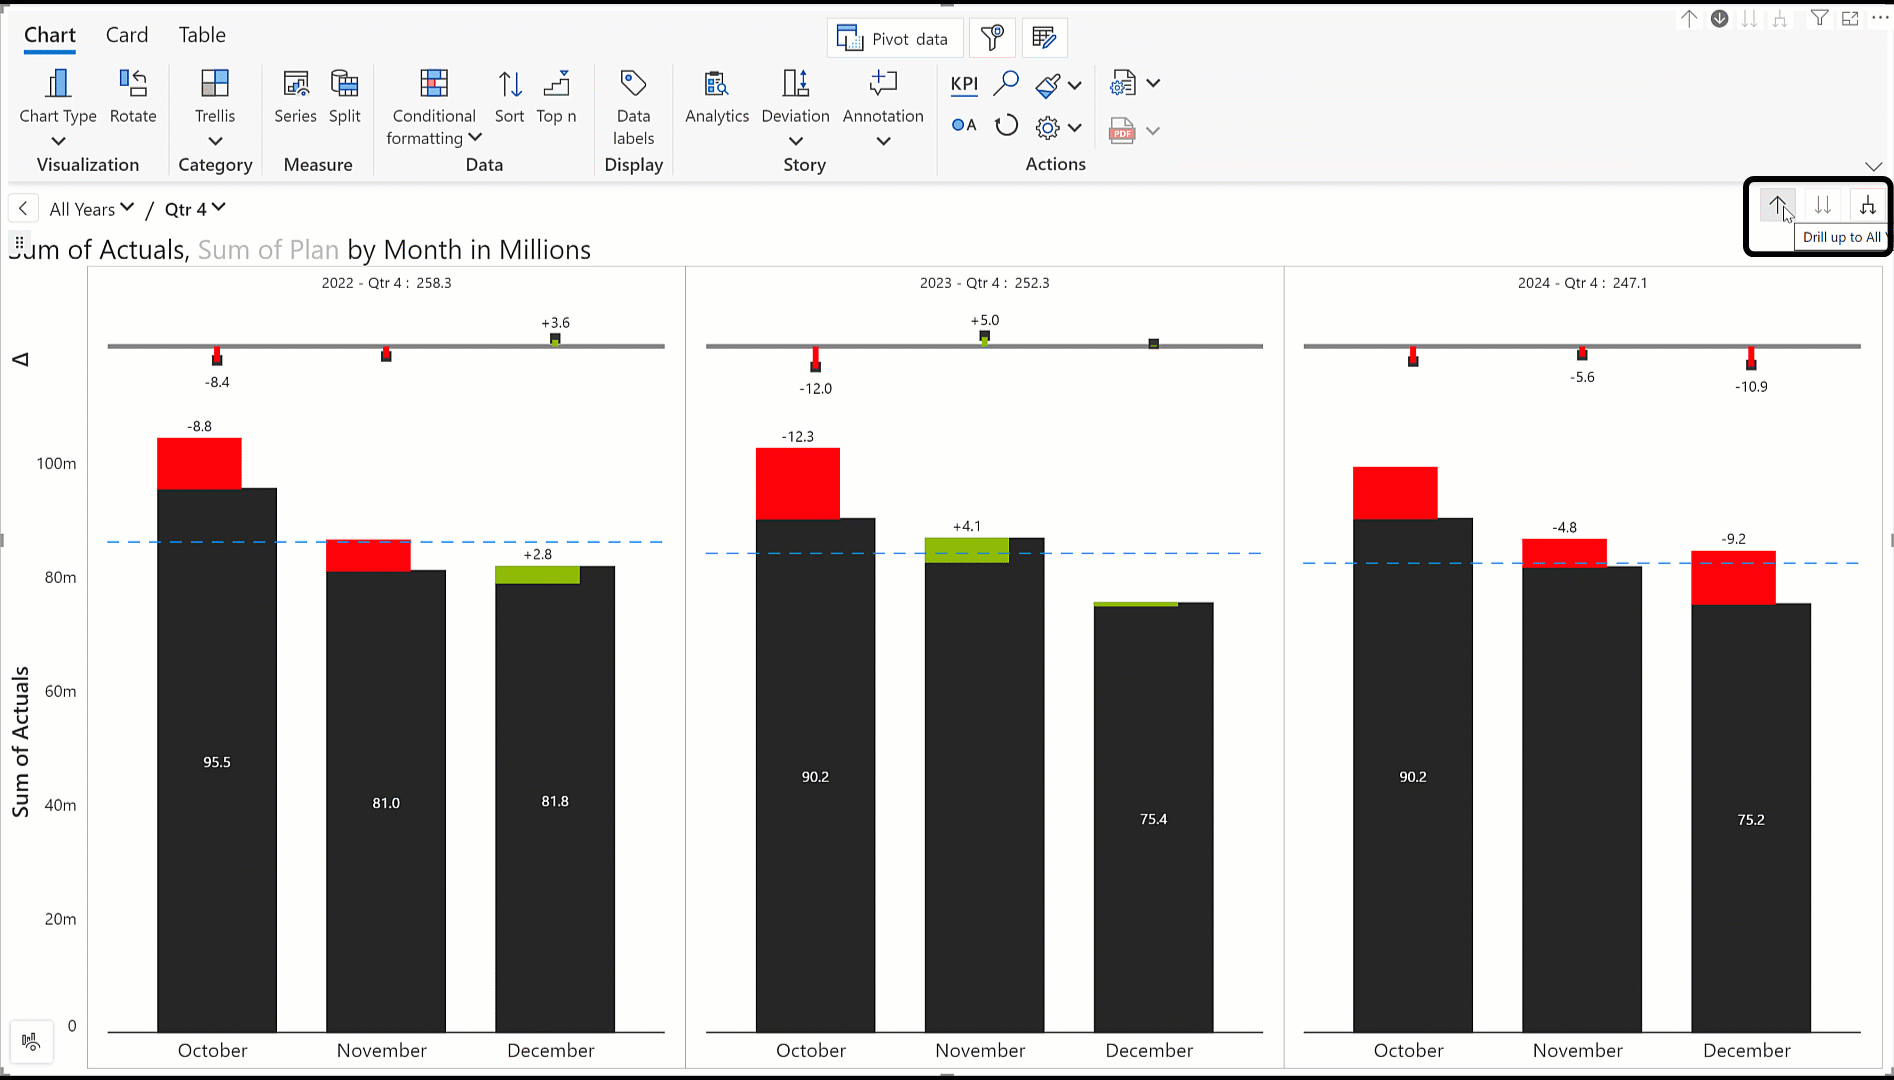 Chart Card Table
Pivot data
Chart Type Rotate Trellis Series Split Conditional formatting Sort Top n Data labels Analytics Deviation Annotation KPI
A
PDF
Visualization Category Measure Data Display Story Actions
All Years / Qtr 4
Drill up to All
Sum of Actuals, Sum of Plan by Month in Millions
2022 - Qtr 4 : 258.3
2023 - Qtr 4 : 252.3
2024 - Qtr 4 : 247.1
Δ
+3.6
-8.4
+5.0
-12.0
-5.6
-10.9
Sum of Actuals
100m
80m
60m
40m
20m
0
-8.8
+2.8
95.5
81.0
81.8
October November December
-12.3
+4.1
90.2
75.4
October November December
-4.8
-9.2
90.2
75.2
October November December